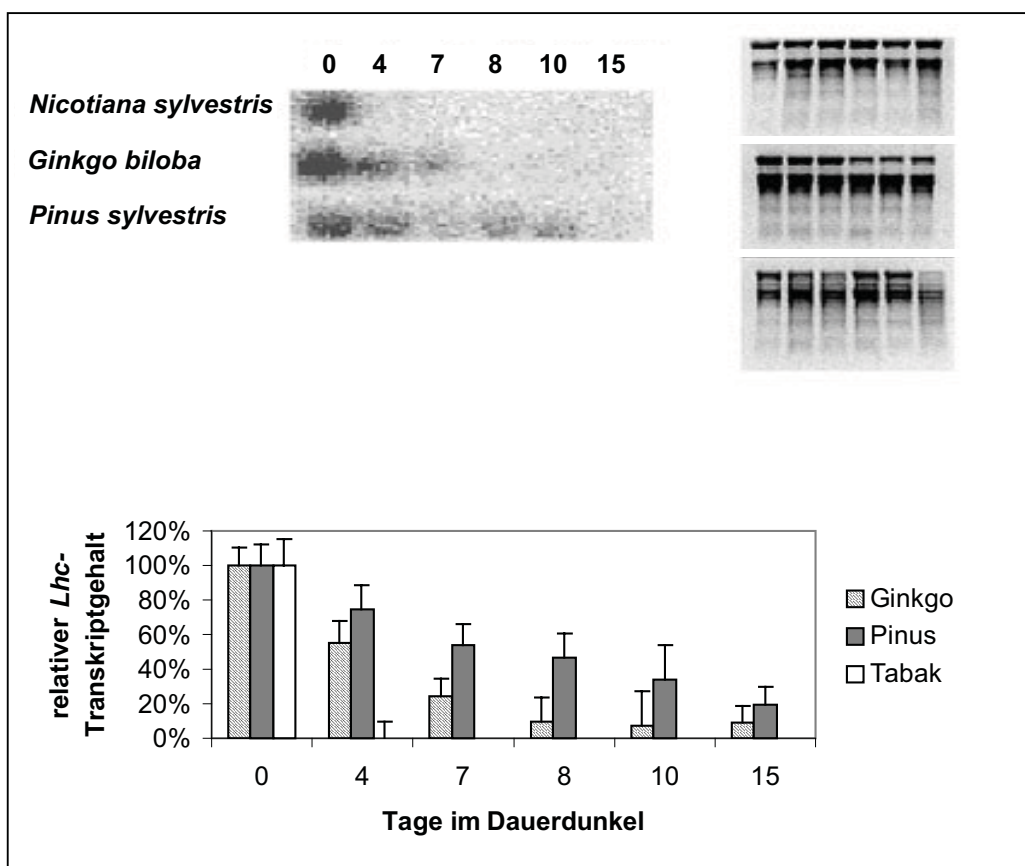 0 4 7 8 10 15
Nicotiana sylvestris
Ginkgo biloba
Pinus sylvestris
relativer Lhc-
Transkriptgehalt
120%
100%
80%
60%
40%
20%
0%
0 4 7 8 10 15
Tage im Dauerdunkel
Ginkgo
Pinus
Tabak